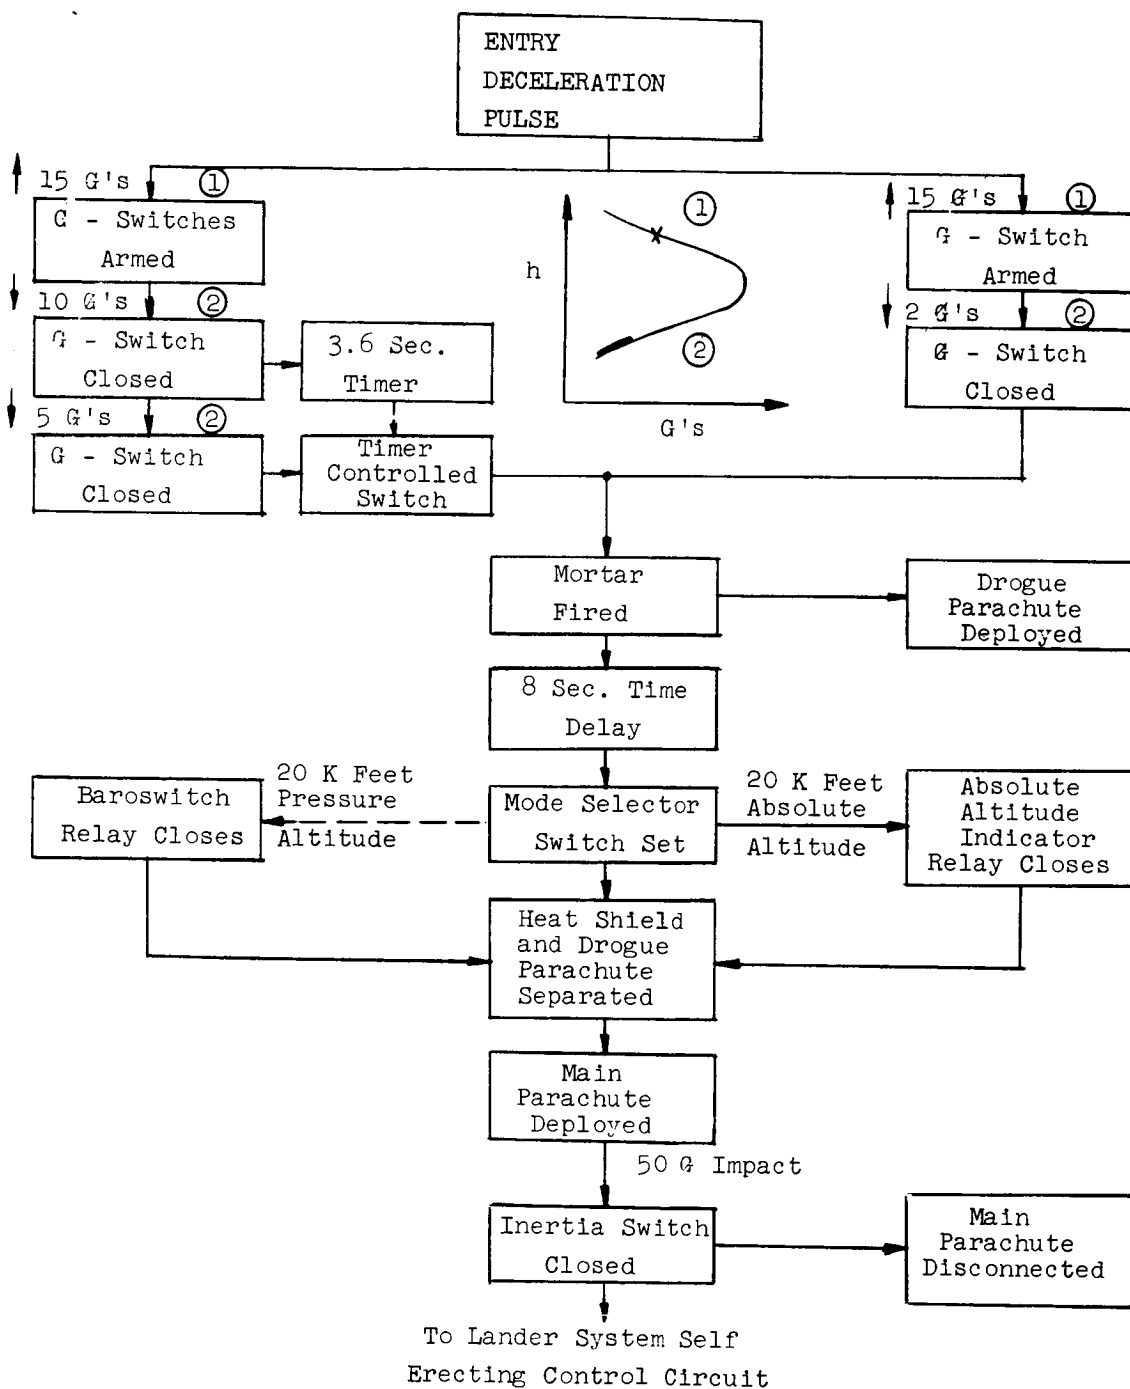 ENTRY
DECELERATION
PULSE
15 G's
①
G - Switches
Armed
10 G's
②
G - Switch
Closed
3.6 Sec.
Timer
5 G's
②
G - Switch
Closed
Timer
Controlled
Switch
h
①
②
G's
15 G's
①
G - Switch
Armed
2 G's
②
G - Switch
Closed
Mortar
Fired
Drogue
Parachute
Deployed
8 Sec. Time
Delay
Baroswitch
Relay Closes
20 K Feet
Pressure
Altitude
Mode Selector
Switch Set
20 K Feet
Absolute
Altitude
Absolute
Altitude
Indicator
Relay Closes
Heat Shield
and Drogue
Parachute
Separated
Main
Parachute
Deployed
50 G Impact
Inertia Switch
Closed
Main
Parachute
Disconnected
To Lander System Self
Erecting Control Circuit